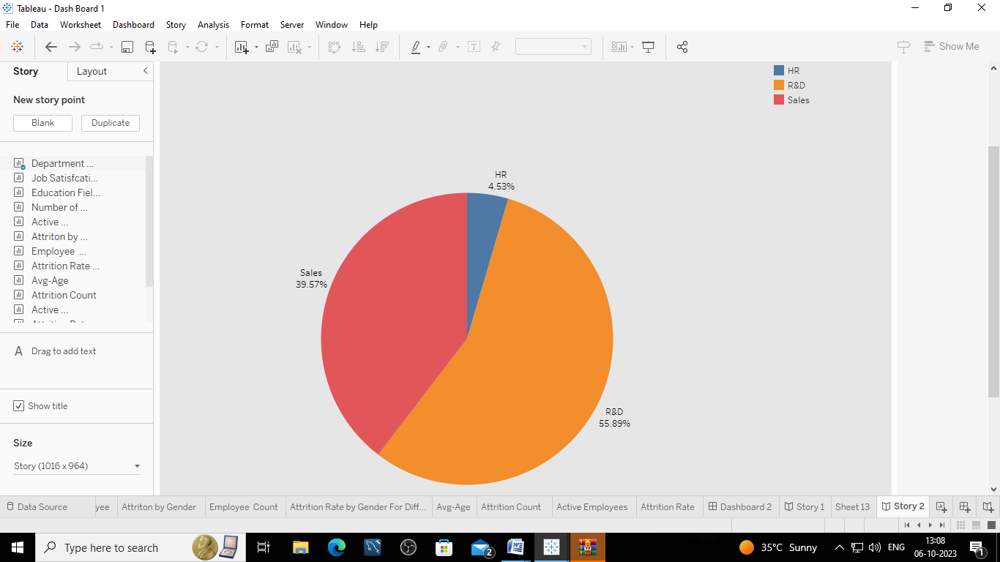 Tableau - Dash Board 1
File Data Worksheet Dashboard Story Analysis Format Server Window Help
Show Me
Story Layout
New story point
Blank Duplicate
Department ...
Job Satisfcati...
Education Fiel...
Number of ...
Active ...
Attriton by ...
Employee ...
Attrition Rate ...
Avg-Age
Attrition Count
Active ...
A Drag to add text
Show title
Size
Story (1016 x 964)
HR
R&D
Sales
HR
4.53%
Sales
39.57%
R&D
55.89%
Data Source yee Attriton by Gender Employee Count Attrition Rate by Gender For Diff... Avg-Age Attrition Count Active Employees Attrition Rate Dashboard 2 Story 1 Sheet 13 Story 2
Type here to search
2
W
35°C Sunny
ENG
13:08
06-10-2023
1